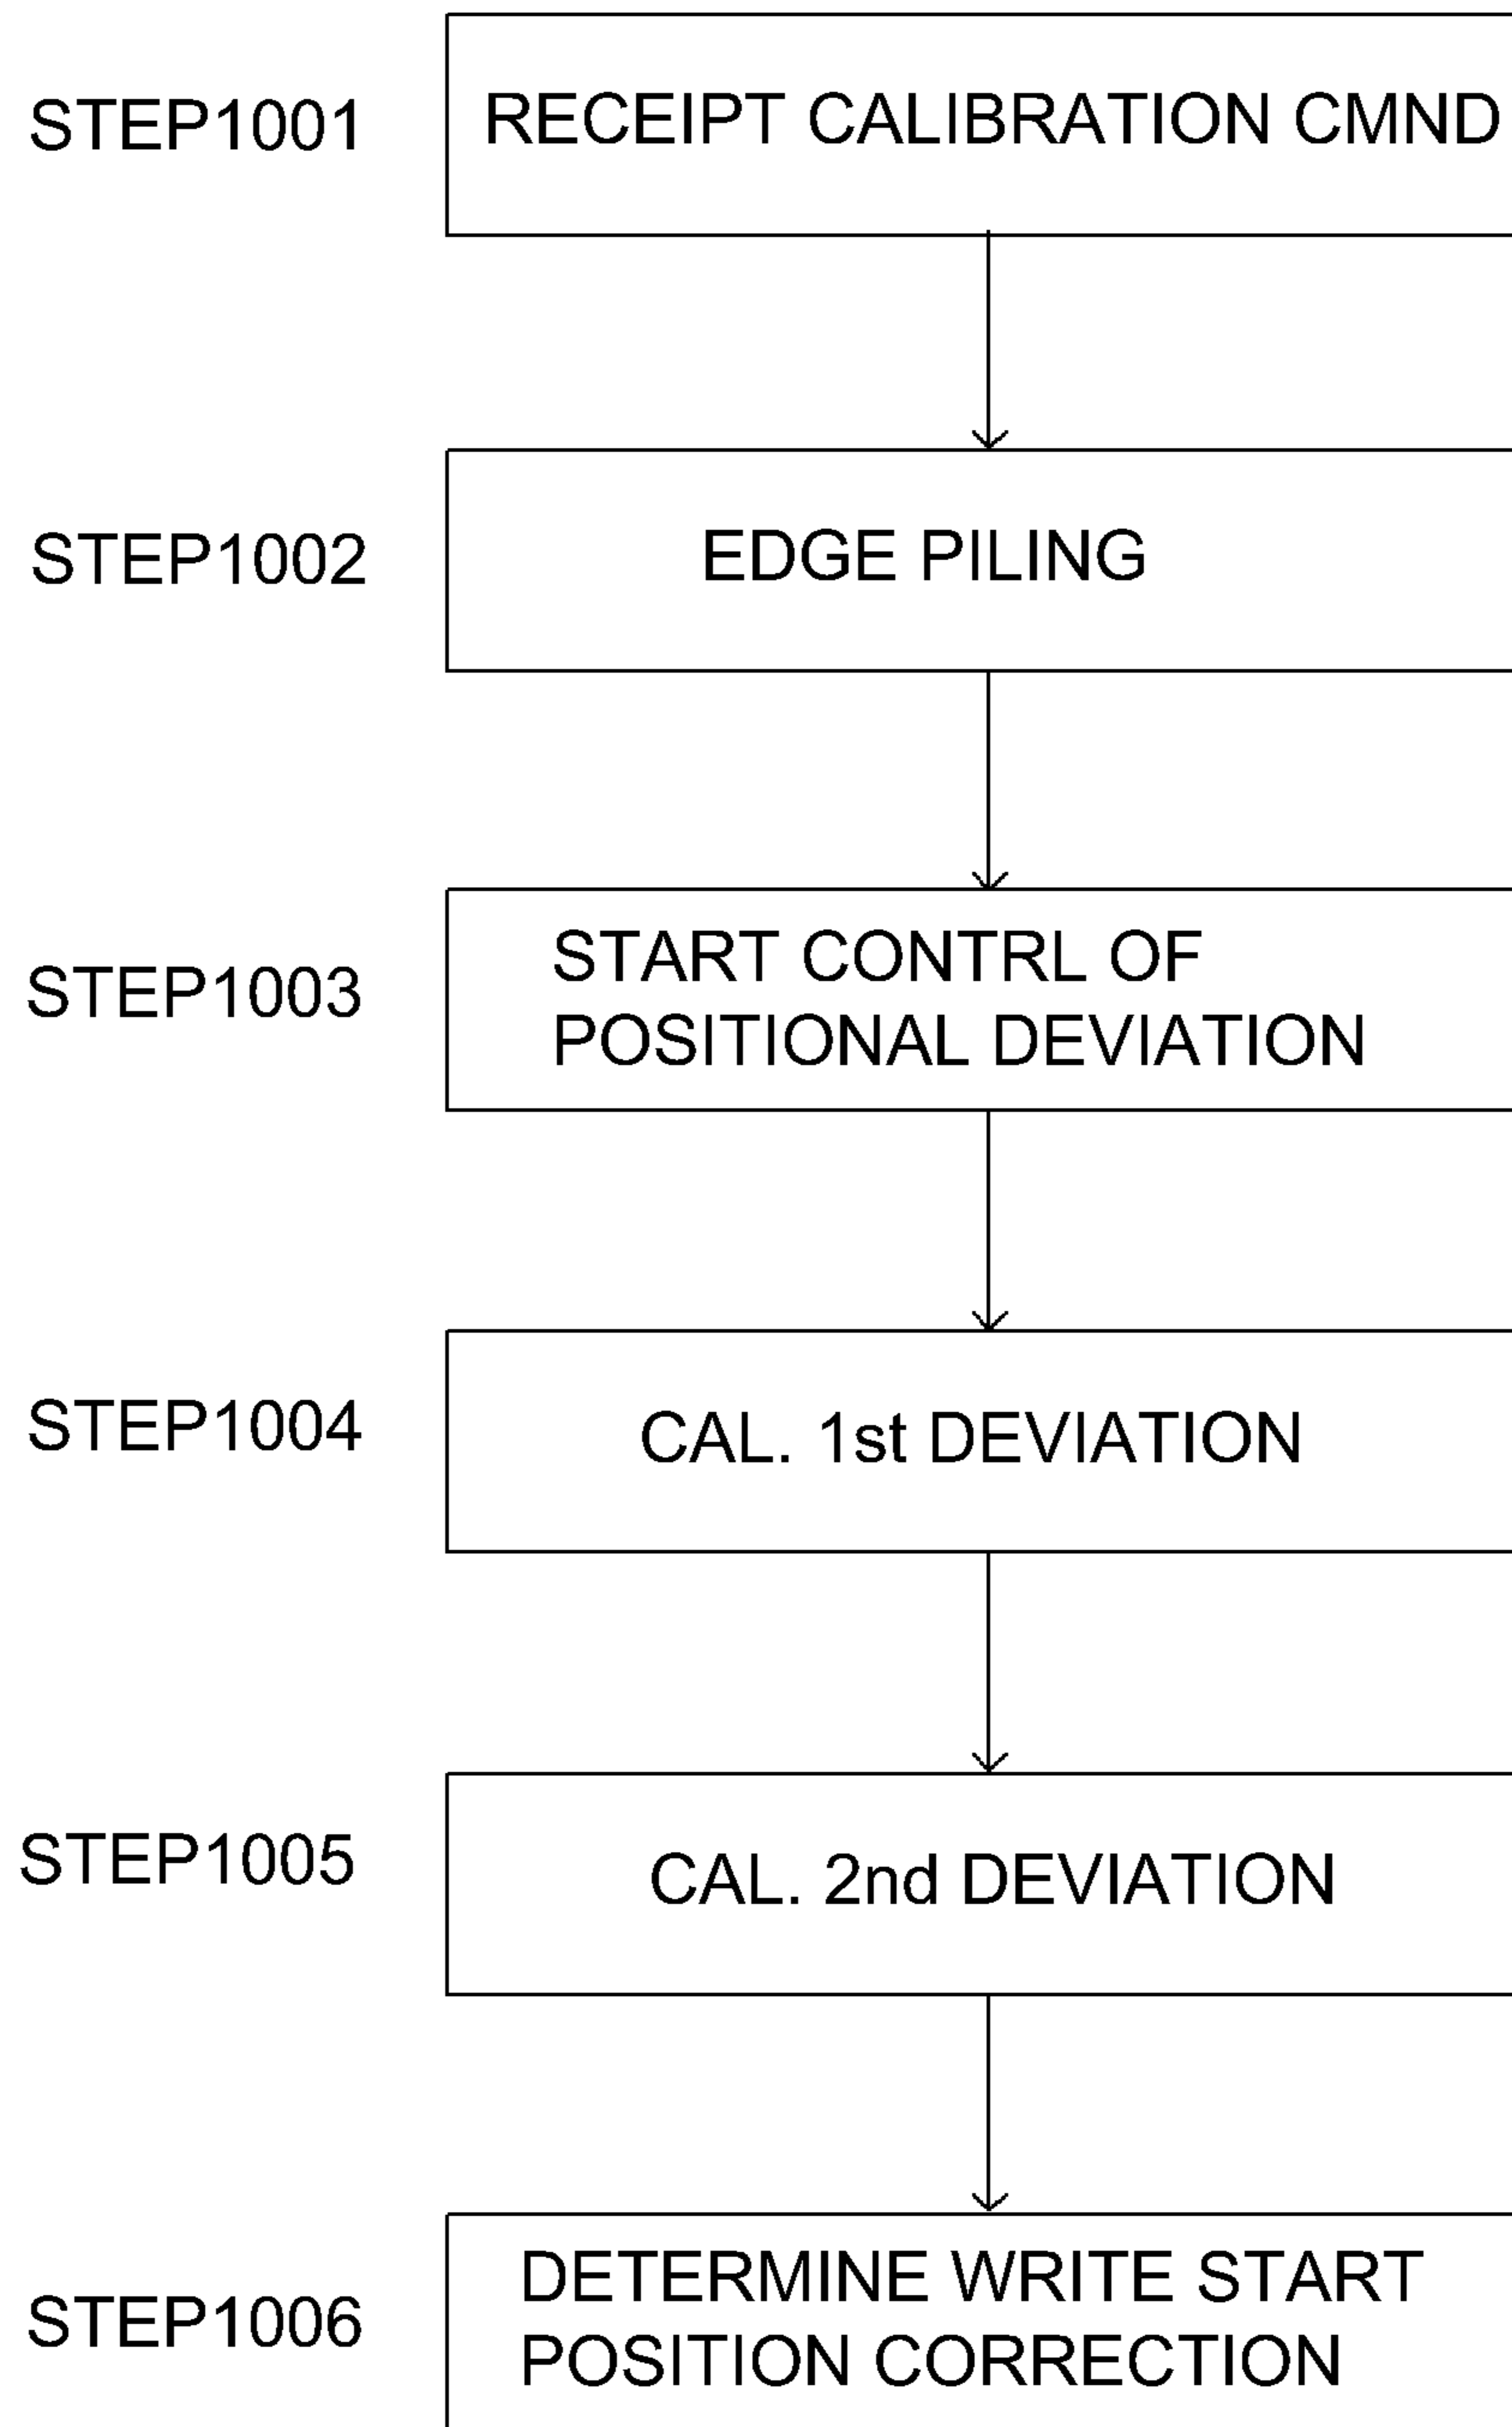 STEP1001
RECEIPT CALIBRATION CMND
STEP1002
EDGE PILING
STEP1003
START CONTRL OF
POSITIONAL DEVIATION
STEP1004
CAL. 1st DEVIATION
STEP1005
CAL. 2nd DEVIATION
STEP1006
DETERMINE WRITE START
POSITION CORRECTION